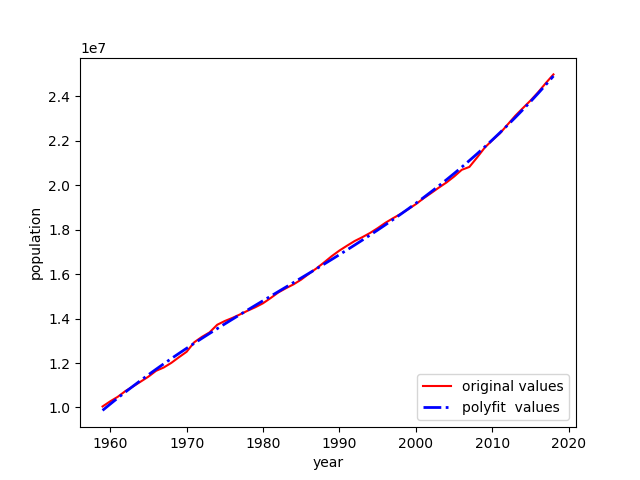 1e7
2.4
2.2
2.0
1.8
1.6
1.4
1.2
1.0
population
original values
polyfit  values
1960 1970 1980 1990 2000 2010 2020
year